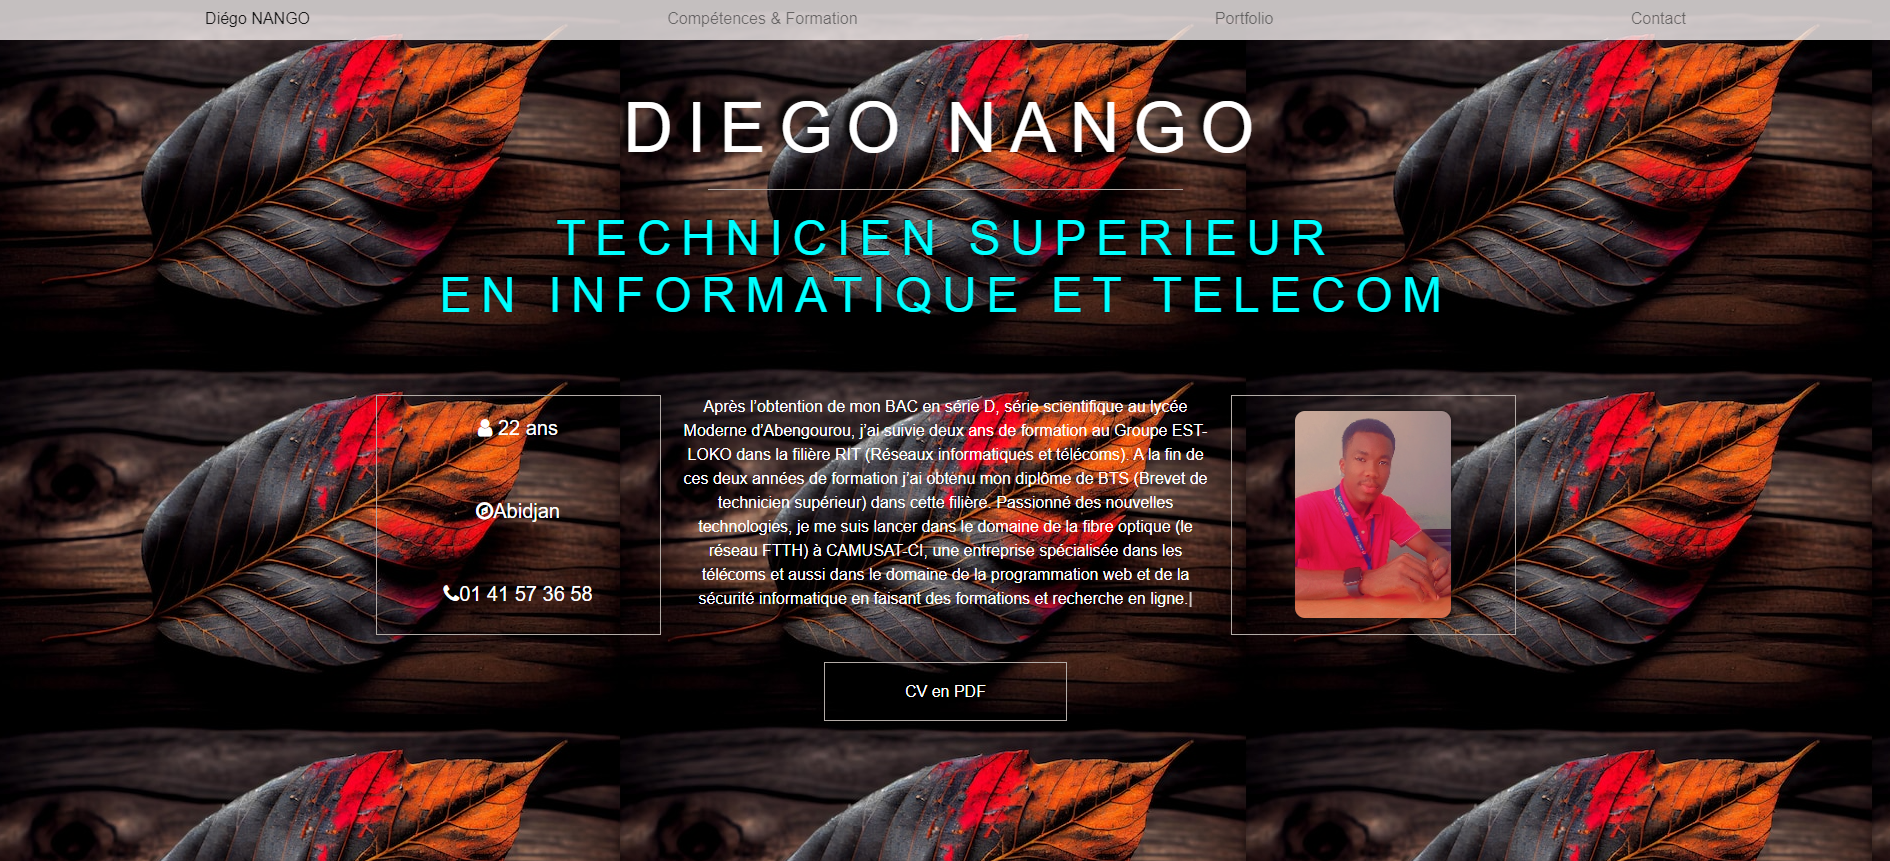 Diégo NANGO
Compétences & Formation
Portfolio
Contact
DIEGO NANGO
TECHNICIEN SUPERIEUR
EN INFORMATIQUE ET TELECOM
22 ans
Abidjan
01 41 57 36 58
Après l'obtention de mon BAC en série D, série scientifique au lycée
Moderne d'Abengourou, j'ai suivie deux ans de formation au Groupe EST-
LOKO dans la filière RIT (Réseaux informatiques et télécoms). A la fin de
ces deux années de formation j'ai obtenu mon diplôme de BTS (Brevet de
technicien supérieur) dans cette filière. Passionné des nouvelles
technologies, je me suis lancer dans le domaine de la fibre optique (le
réseau FTTH) à CAMUSAT-CI, une entreprise spécialisée dans les
télécoms et aussi dans le domaine de la programmation web et de la
sécurité informatique en faisant des formations et recherche en ligne.|
CV en PDF